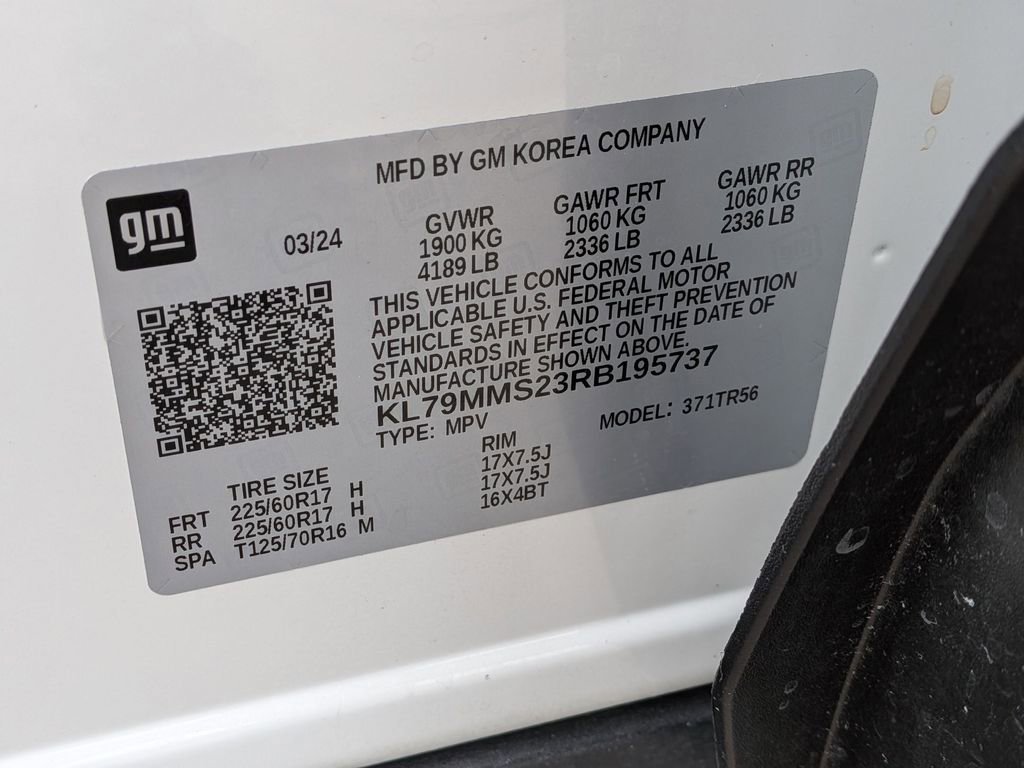 MFD BY GM KOREA COMPANY
gm
03/24
GVWR GAWR FRT GAWR RR
1900 KG 1060 KG 1060 KG
4189 LB 2336 LB 2336 LB
THIS VEHICLE CONFORMS TO ALL
APPLICABLE U.S. FEDERAL MOTOR
VEHICLE SAFETY AND THEFT PREVENTION
STANDARDS IN EFFECT ON THE DATE OF
MANUFACTURE SHOWN ABOVE.
KL79MMS23RB195737
TYPE: MPV MODEL: 371TR56
TIRE SIZE RIM
FRT 225/60R17 H 17X7.5J
RR 225/60R17 H 17X7.5J
SPA T125/70R16 M 16X4BT